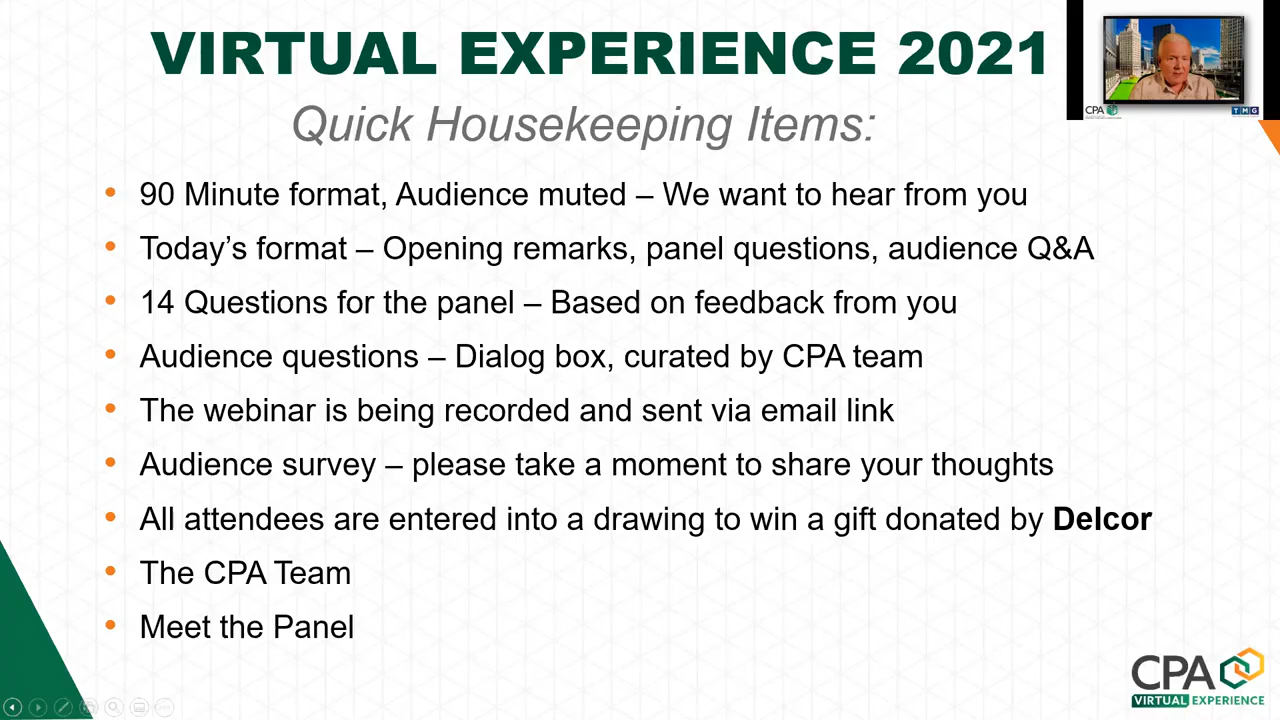 VIRTUAL EXPERIENCE 2021
Quick Housekeeping Items:
• 90 Minute format, Audience muted – We want to hear from you
• Today’s format – Opening remarks, panel questions, audience Q&A
• 14 Questions for the panel – Based on feedback from you
• Audience questions – Dialog box, curated by CPA team
• The webinar is being recorded and sent via email link
• Audience survey – please take a moment to share your thoughts
• All attendees are entered into a drawing to win a gift donated by Delcor
• The CPA Team
• Meet the Panel
CPA
TMG
CPA
VIRTUAL EXPERIENCE